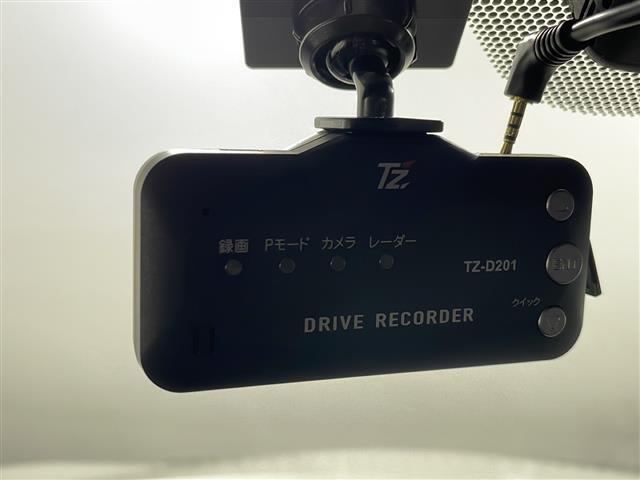 TZ.
録画 Pモード カメラ レーダー
TZ-D201
クイック
DRIVE RECORDER